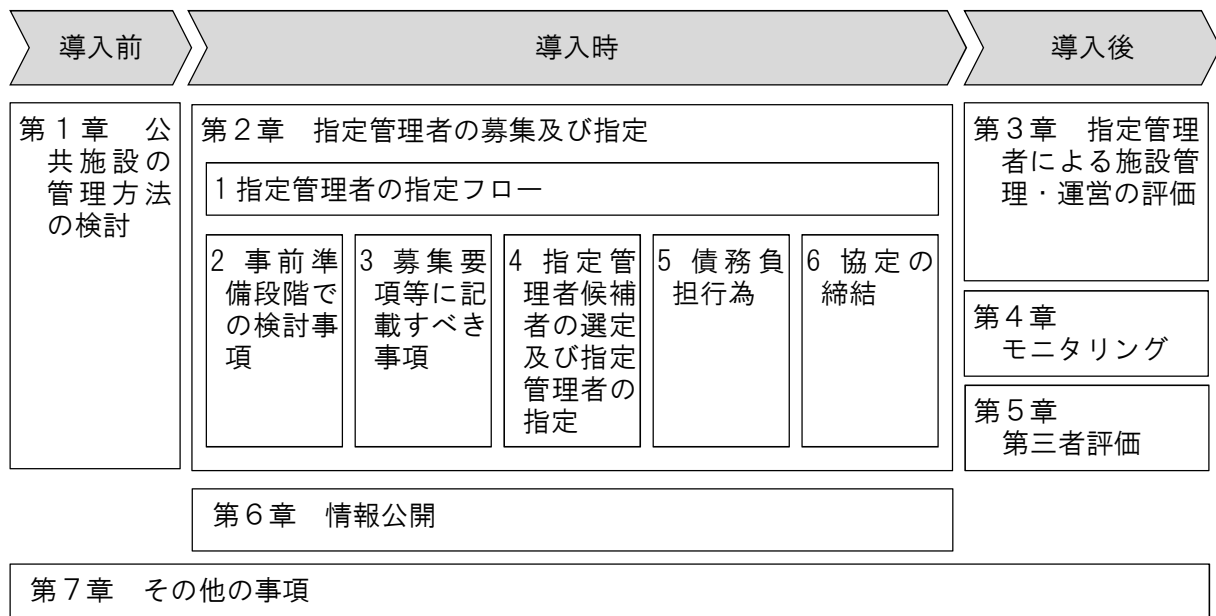 導入前
導入時
導入後
第１章　公
共施設の
管理方法
の検討
第２章　指定管理者の募集及び指定
1 指定管理者の指定フロー
2 事前準
備段階で
の検討事
項
3 募集要
項等に記
載すべき
事項
4 指定管
理者候補
者の選定
及び指定
管理者の
指定
5 債務負
担行為
6 協定の
締結
第３章　指定管理
者による施設管
理・運営の評価
第４章
モニタリング
第５章
第三者評価
第６章　情報公開
第７章　その他の事項